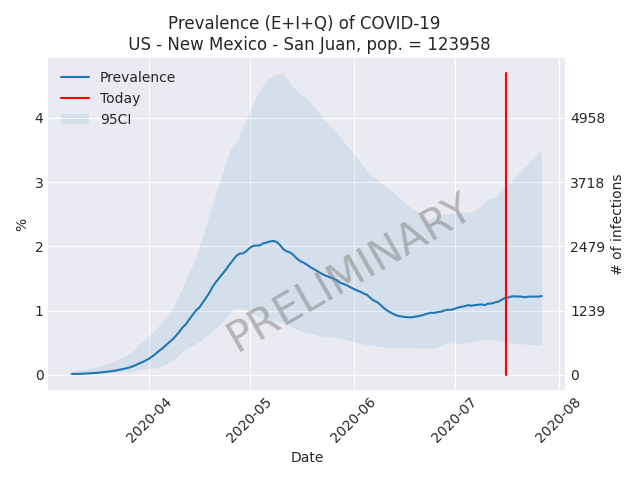 Prevalence (E+I+Q) of COVID-19
US - New Mexico - San Juan, pop. = 123958
Prevalence
Today
95CI
PRELIMINARY
%
4
3
2
1
0
4958
3718
2479
1239
0
# of infections
2020-04
2020-05
2020-06
2020-07
2020-08
Date